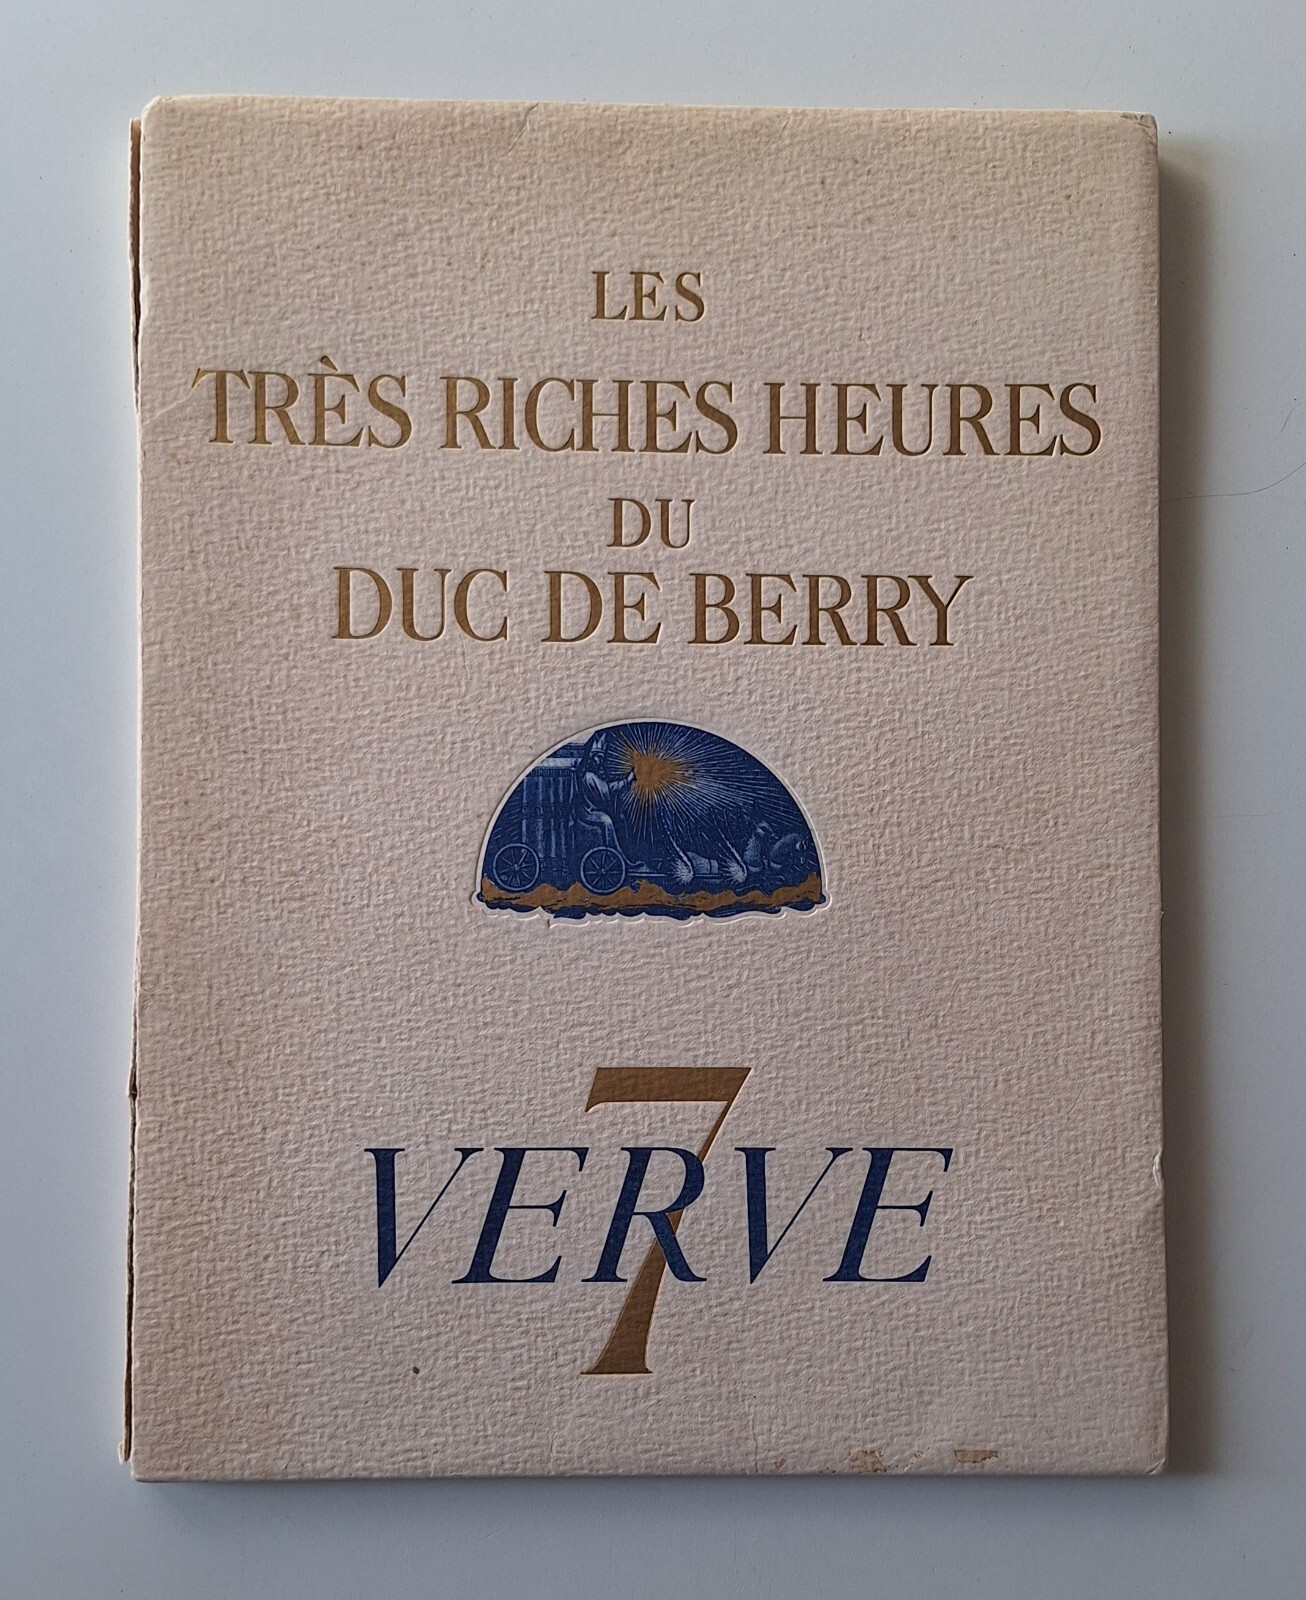 LES
TRÈS RICHES HEURES
DU
DUC DE BERRY
7
VERVE